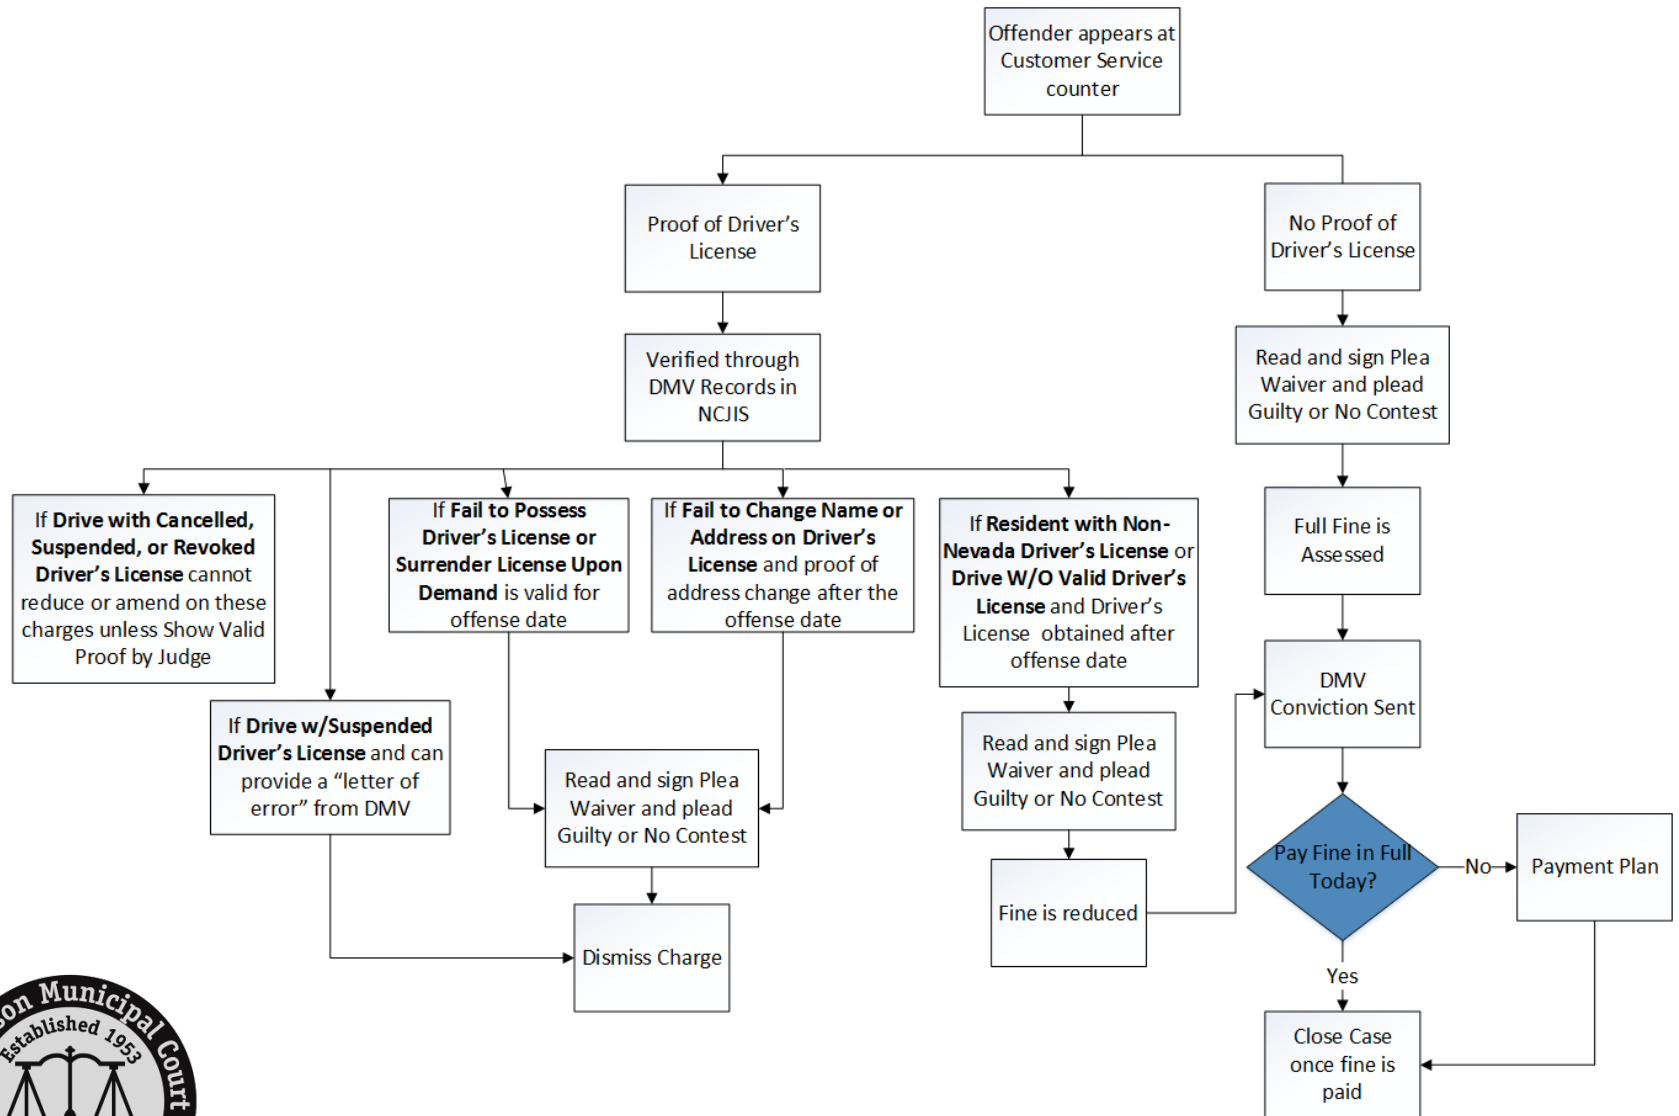 Offender appears at
Customer Service
counter
Proof of Driver's
License
No Proof of
Driver's License
Verified through
DMV Records in
NCJIS
Read and sign Plea
Waiver and plead
Guilty or No Contest
If Drive with Cancelled,
Suspended, or Revoked
Driver's License cannot
reduce or amend on these
charges unless Show Valid
Proof by Judge
If Fail to Possess
Driver's License or
Surrender License Upon
Demand is valid for
offense date
If Fail to Change Name or
Address on Driver's
License and proof of
address change after the
offense date
If Resident with Non-
Nevada Driver's License or
Drive W/O Valid Driver's
License and Driver's
License obtained after
offense date
Full Fine is
Assessed
DMV
Conviction Sent
If Drive w/Suspended
Driver's License and can
provide a "letter of
error" from DMV
Read and sign Plea
Waiver and plead
Guilty or No Contest
Read and sign Plea
Waiver and plead
Guilty or No Contest
Pay Fine in Full
Today?
No
Payment Plan
Fine is reduced
Dismiss Charge
Yes
Close Case
once fine is
paid
Municipal Court
Established 1953